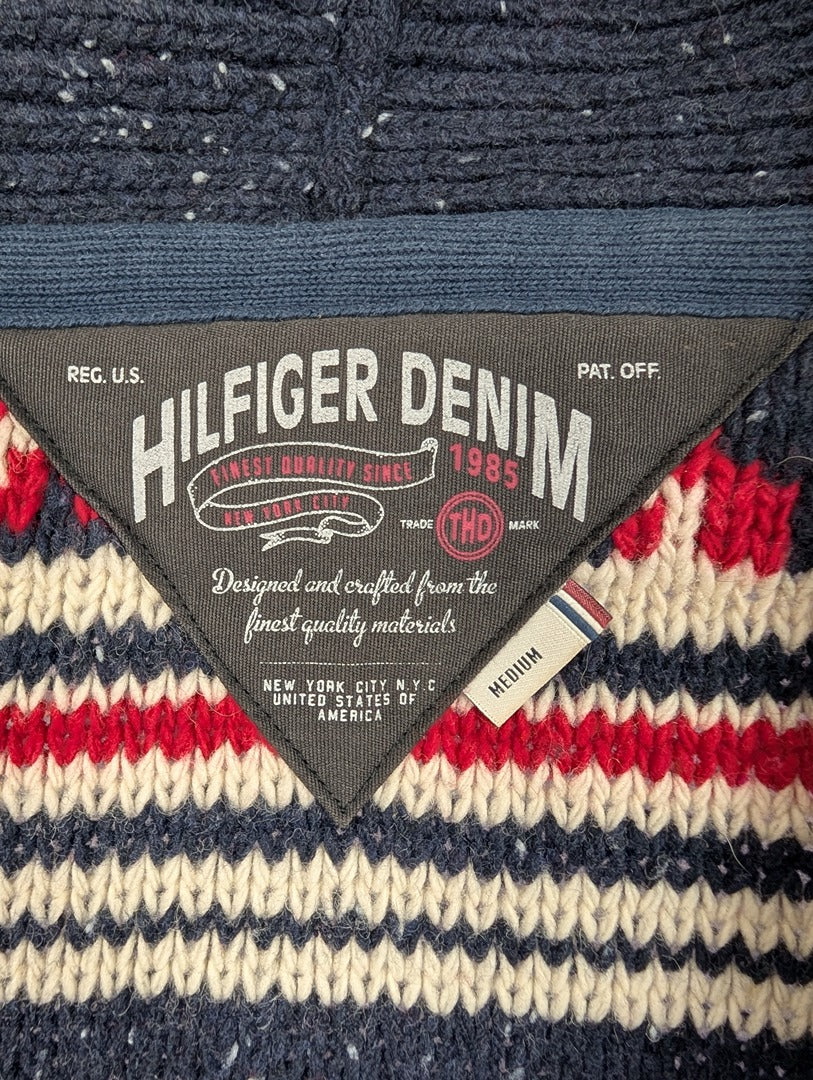 REG. U.S.
PAT. OFF.
HILFIGER DENIM
FINEST QUALITY SINCE
1985
NEW YORK CITY
TRADE THD MARK
Designed and crafted from the
finest quality materials
MEDIUM
NEW YORK CITY N.Y.C
UNITED STATES OF
AMERICA